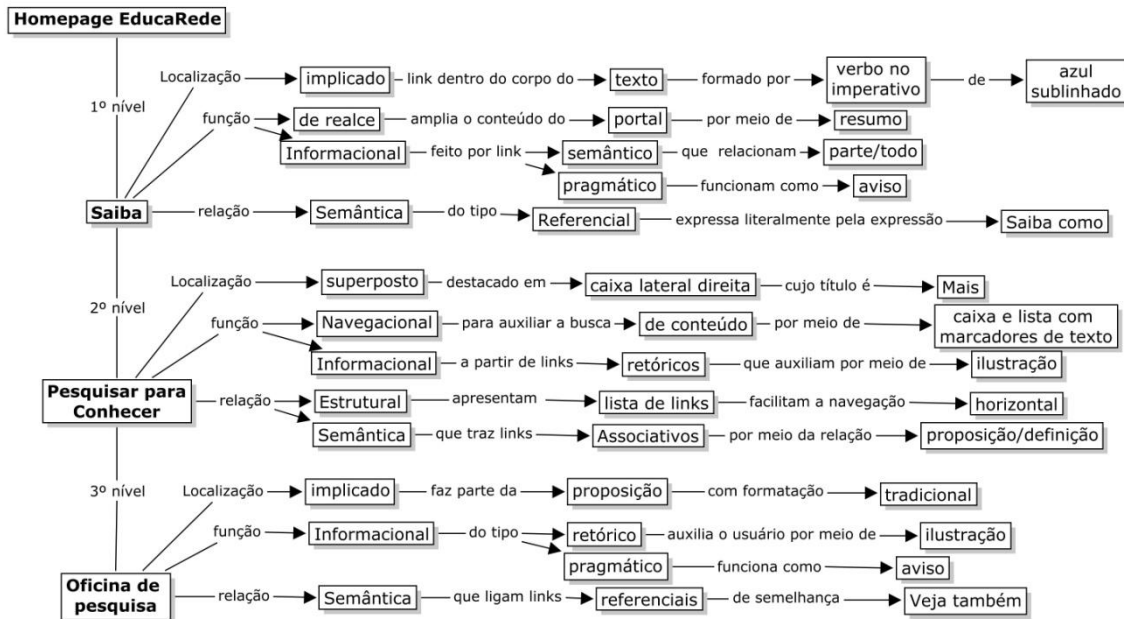 Homepage EducaRede
Localização implicado link dentro do corpo do texto formado por verbo no imperativo de azul sublinhado
1º nível
função de realce amplia o conteúdo do portal por meio de resumo
Informacional feito por link semântico que relacionam parte/todo
pragmático funcionam como aviso
Saiba relação Semântica do tipo Referencial expressa literalmente pela expressão Saiba como
Localização superposto destacado em caixa lateral direita cujo título é Mais
2º nível
função Navegacional para auxiliar a busca de conteúdo por meio de caixa e lista com marcadores de texto
Informacional a partir de links retóricos que auxiliam por meio de ilustração
Pesquisar para Conhecer relação Estrutural apresentam lista de links facilitam a navegação horizontal
Semântica que traz links Associativos por meio da relação proposição/definição
3º nível Localização implicado faz parte da proposição com formatação tradicional
função Informacional do tipo retórico auxilia o usuário por meio de ilustração
pragmático funciona como aviso
Oficina de pesquisa relação Semântica que ligam links referenciais de semelhança Veja também